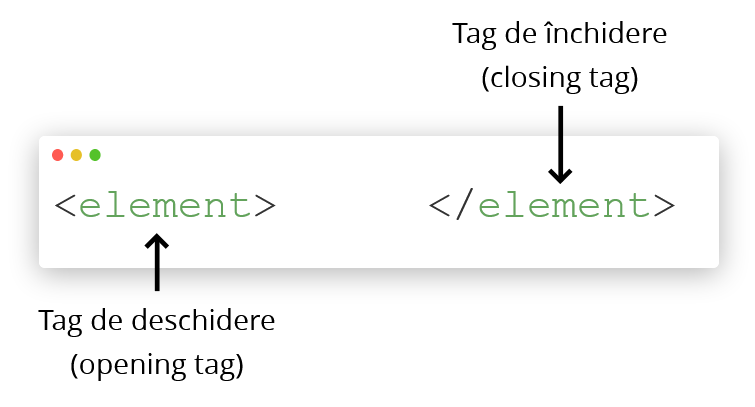 Tag de închidere
(closing tag)
<element> </element>
Tag de deschidere
(opening tag)